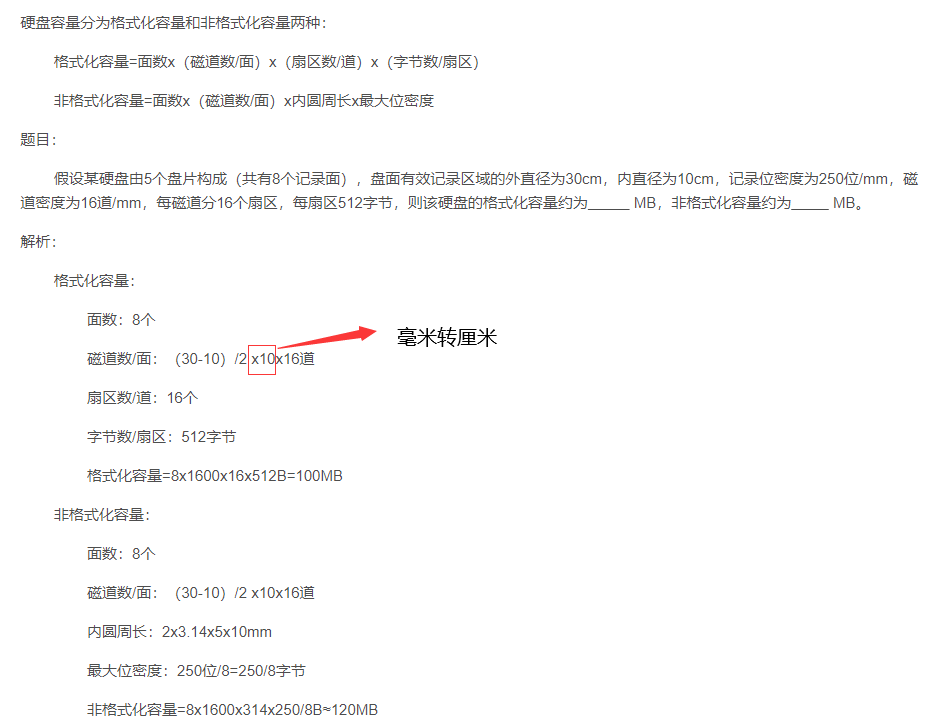 硬盘容量分为格式化容量和非格式化容量两种：
格式化容量=面数x（磁道数/面）x（扇区数/道）x（字节数/扇区）
非格式化容量=面数x（磁道数/面）x内圆周长x最大位密度
题目：
假设某硬盘由5个盘片构成（共有8个记录面），盘面有效记录区域的外直径为30cm，内直径为10cm，记录位密度为250位/mm，磁
道密度为16道/mm，每磁道分16个扇区，每扇区512字节，则该硬盘的格式化容量约为_____ MB，非格式化容量约为_____ MB。
解析：
格式化容量：
面数：8个
毫米转厘米
磁道数/面：（30-10）/2 x10x16道
扇区数/道：16个
字节数/扇区：512字节
格式化容量=8x1600x16x512B=100MB
非格式化容量：
面数：8个
磁道数/面：（30-10）/2 x10x16道
内圆周长：2x3.14x5x10mm
最大位密度：250位/8=250/8字节
非格式化容量=8x1600x314x250/8B≈120MB